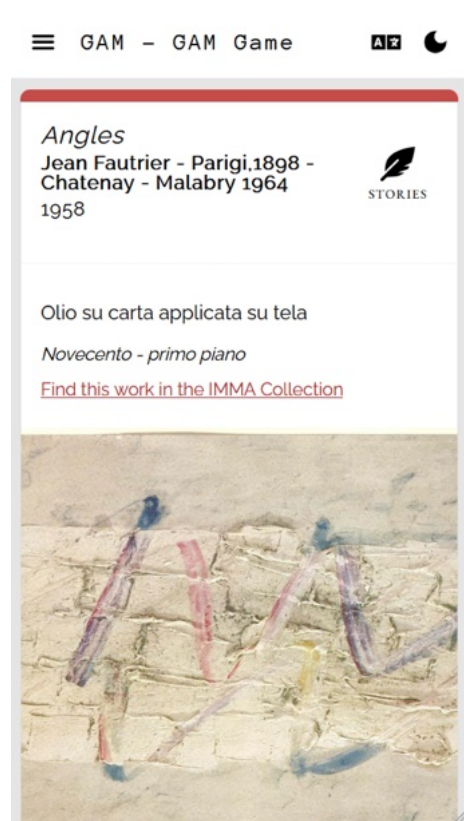 GAM – GAM Game
Angles
Jean Fautrier - Parigi,1898 -
Chatenay - Malabry 1964
1958
STORIES
Olio su carta applicata su tela
Novecento - primo piano
Find this work in the IMMA Collection